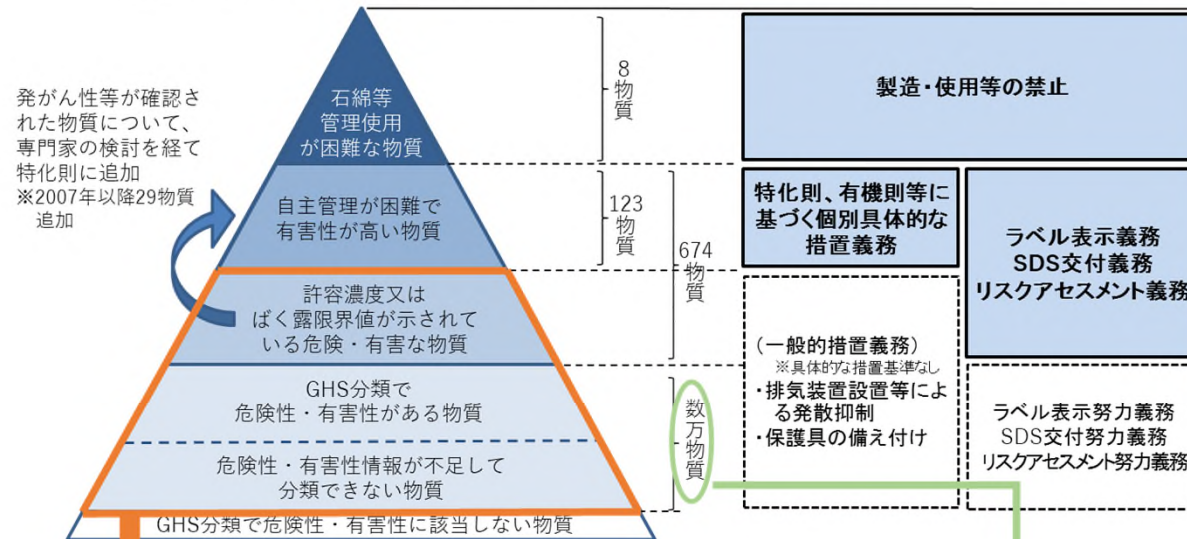 発がん性等が確認さ
れた物質について、
専門家の検討を経て
特化則に追加
※2007年以降29物質
追加
石綿等
管理使用
が困難な物質
自主管理が困難で
有害性が高い物質
許容濃度又は
ばく露限界値が示されて
いる危険・有害な物質
GHS分類で
危険性・有害性がある物質
危険性・有害性情報が不足して
分類できない物質
GHS分類で危険性・有害性に該当しない物質
8
物
質
123
物
質
674
物
質
数
万
物
質
製造・使用等の禁止
特化則、有機則等に
基づく個別具体的な
措置義務
ラベル表示義務
SDS交付義務
リスクアセスメント義務
(一般的措置義務)
※具体的な措置基準なし
・排気装置設置等によ
る発散抑制
・保護具の備え付け
ラベル表示努力義務
SDS交付努力義務
リスクアセスメント努力義務